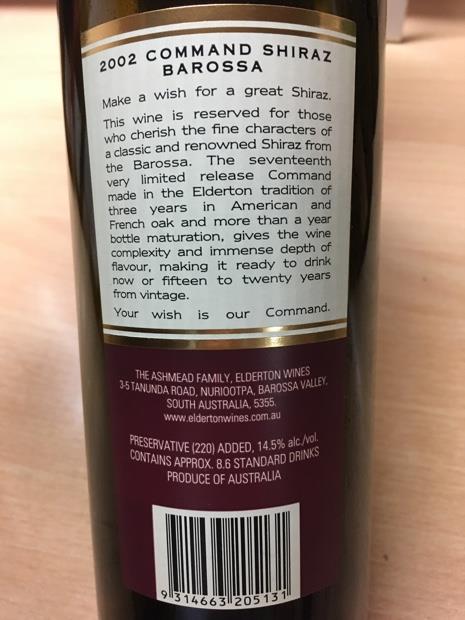 2002 COMMAND SHIRAZ
BAROSSA
Make a wish for a great Shiraz.
This wine is reserved for those
who cherish the fine characters of
a classic and renowned Shiraz from
the Barossa. The seventeenth
very limited release Command
made in the Elderton tradition of
three years in American and
French oak and more than a year
bottle maturation, gives the wine
complexity and immense depth of
flavour, making it ready to drink
now or fifteen to twenty years
from vintage.
Your wish is our Command.
THE ASHMEAD FAMILY, ELDERTON WINES
3-5 TANUNDA ROAD, NURIOOTPA, BAROSSA VALLEY,
SOUTH AUSTRALIA, 5355.
www.eldertonwines.com.au
PRESERVATIVE (220) ADDED, 14.5% alc./vol.
CONTAINS APPROX. 8.6 STANDARD DRINKS
PRODUCE OF AUSTRALIA
9 314663 205131